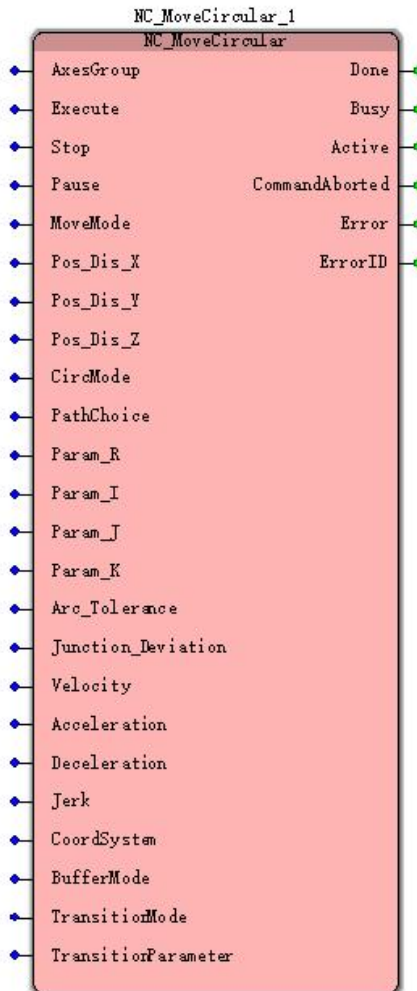 NC_MoveCircular_1
NC_MoveCircular
AxesGroup Done
Execute Busy
Stop Active
Pause CommandAborted
MoveMode Error
Pos_Dis_X ErrorID
Pos_Dis_Y
Pos_Dis_Z
CircMode
PathChoice
Param_R
Param_I
Param_J
Param_K
Arc_Tolerance
Junction_Deviation
Velocity
Acceleration
Deceleration
Jerk
CoordSystem
BufferMode
TransitionMode
TransitionParameter